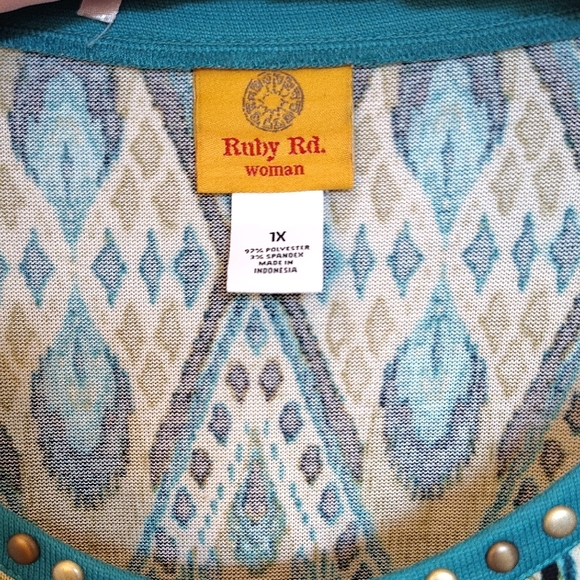 Ruby Rd.
woman
1X
97% POLYESTER
3% SPANDEX
MADE IN
INDONESIA